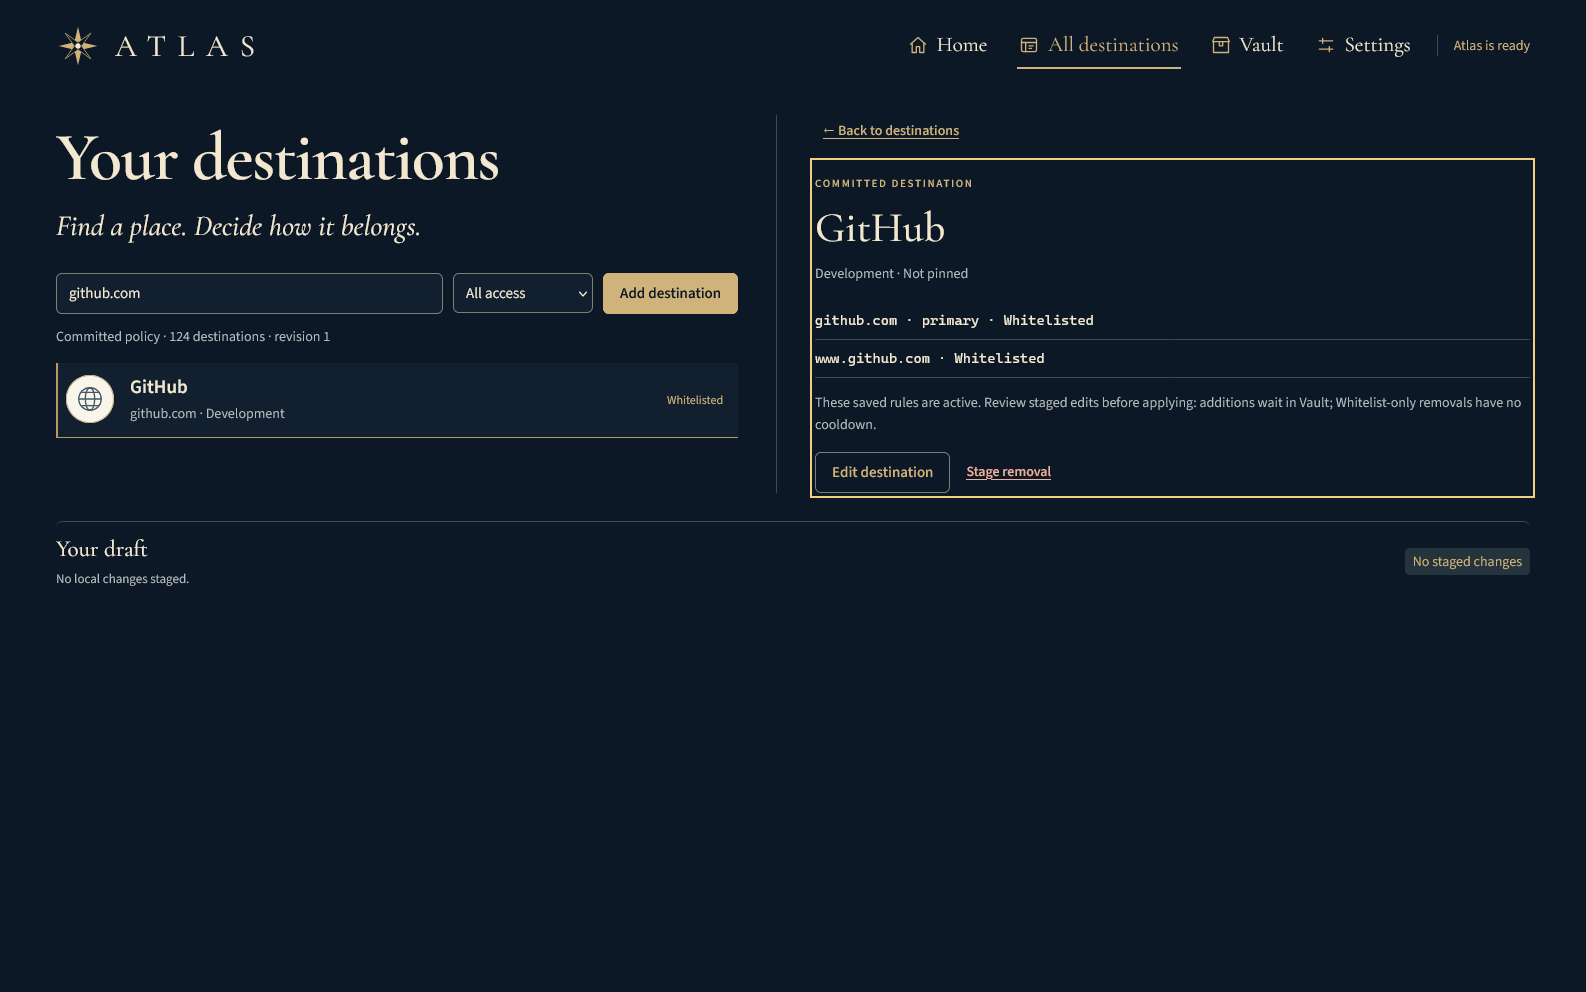 ATLAS
Home
All destinations
Vault
Settings
Atlas is ready
Your destinations
Find a place. Decide how it belongs.
github.com
All access
Add destination
Committed policy · 124 destinations · revision 1
GitHub
github.com · Development
Whitelisted
← Back to destinations
COMMITTED DESTINATION
GitHub
Development · Not pinned
github.com · primary · Whitelisted
www.github.com · Whitelisted
These saved rules are active. Review staged edits before applying: additions wait in Vault; Whitelist-only removals have no
cooldown.
Edit destination
Stage removal
Your draft
No local changes staged.
No staged changes